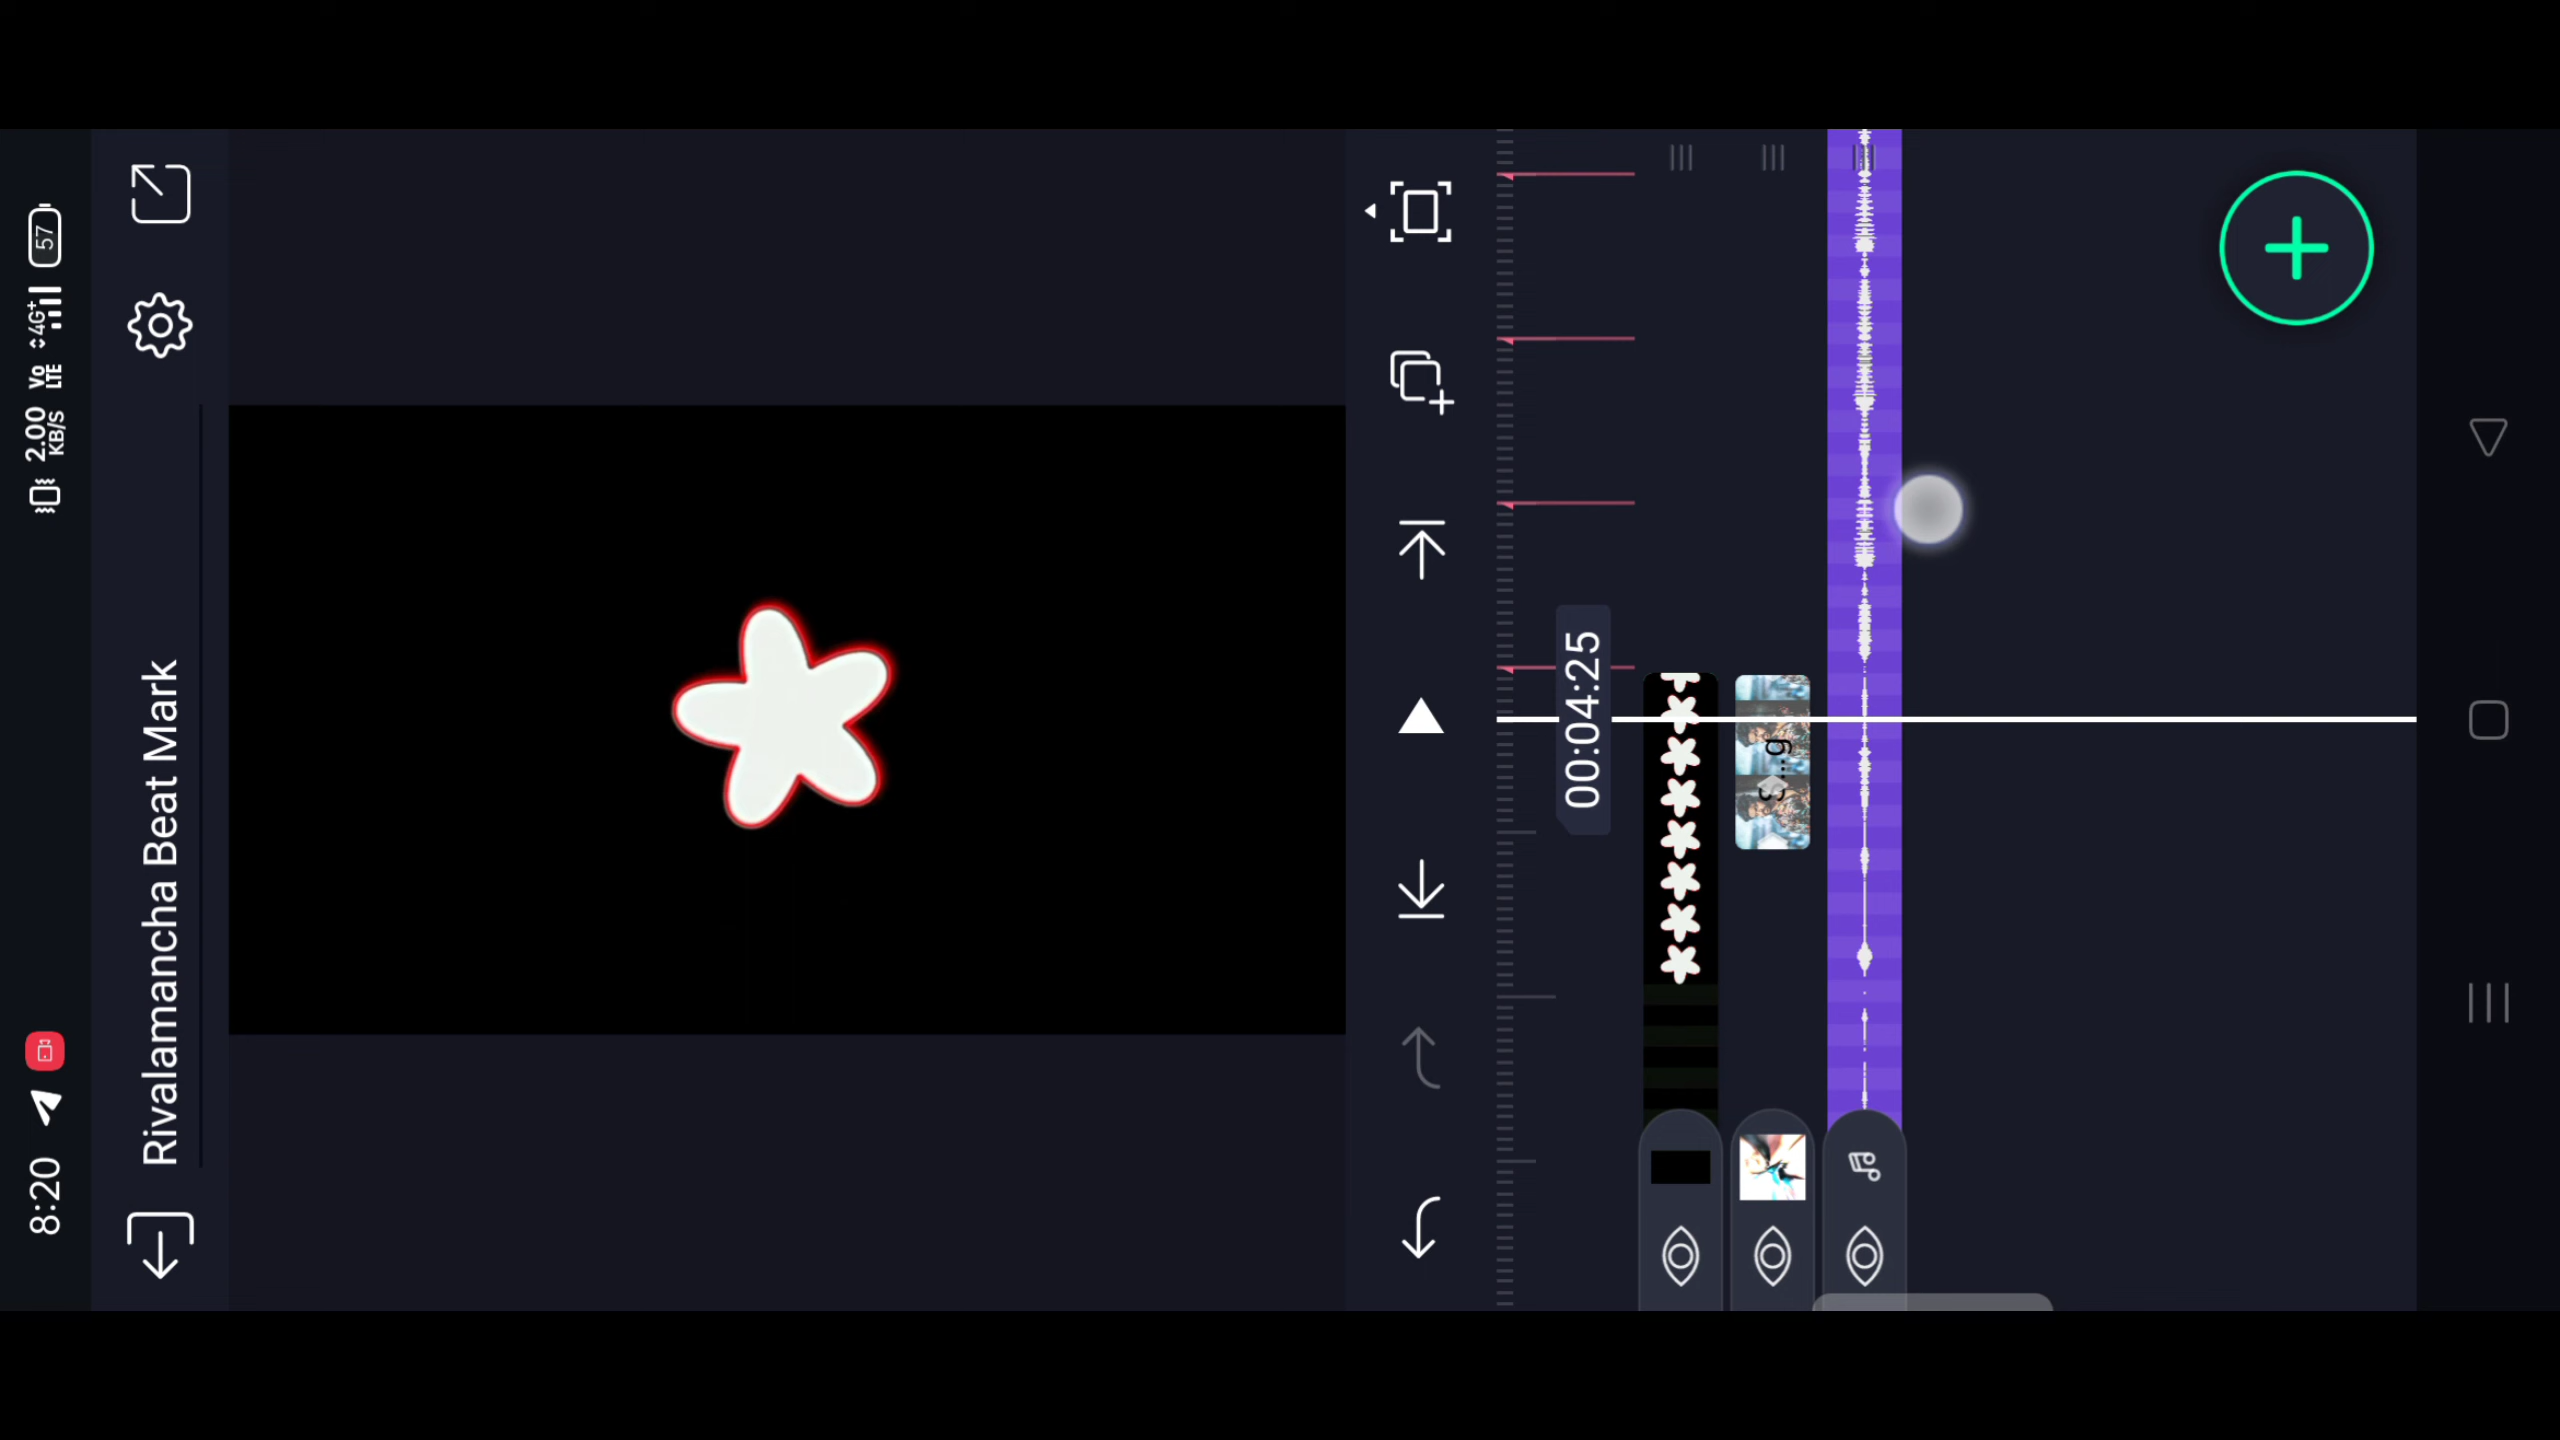 8:20
2.00
KB/S
Vo
LTE
4G+
57
Rivalamancha Beat Mark
00:04:25
S...g